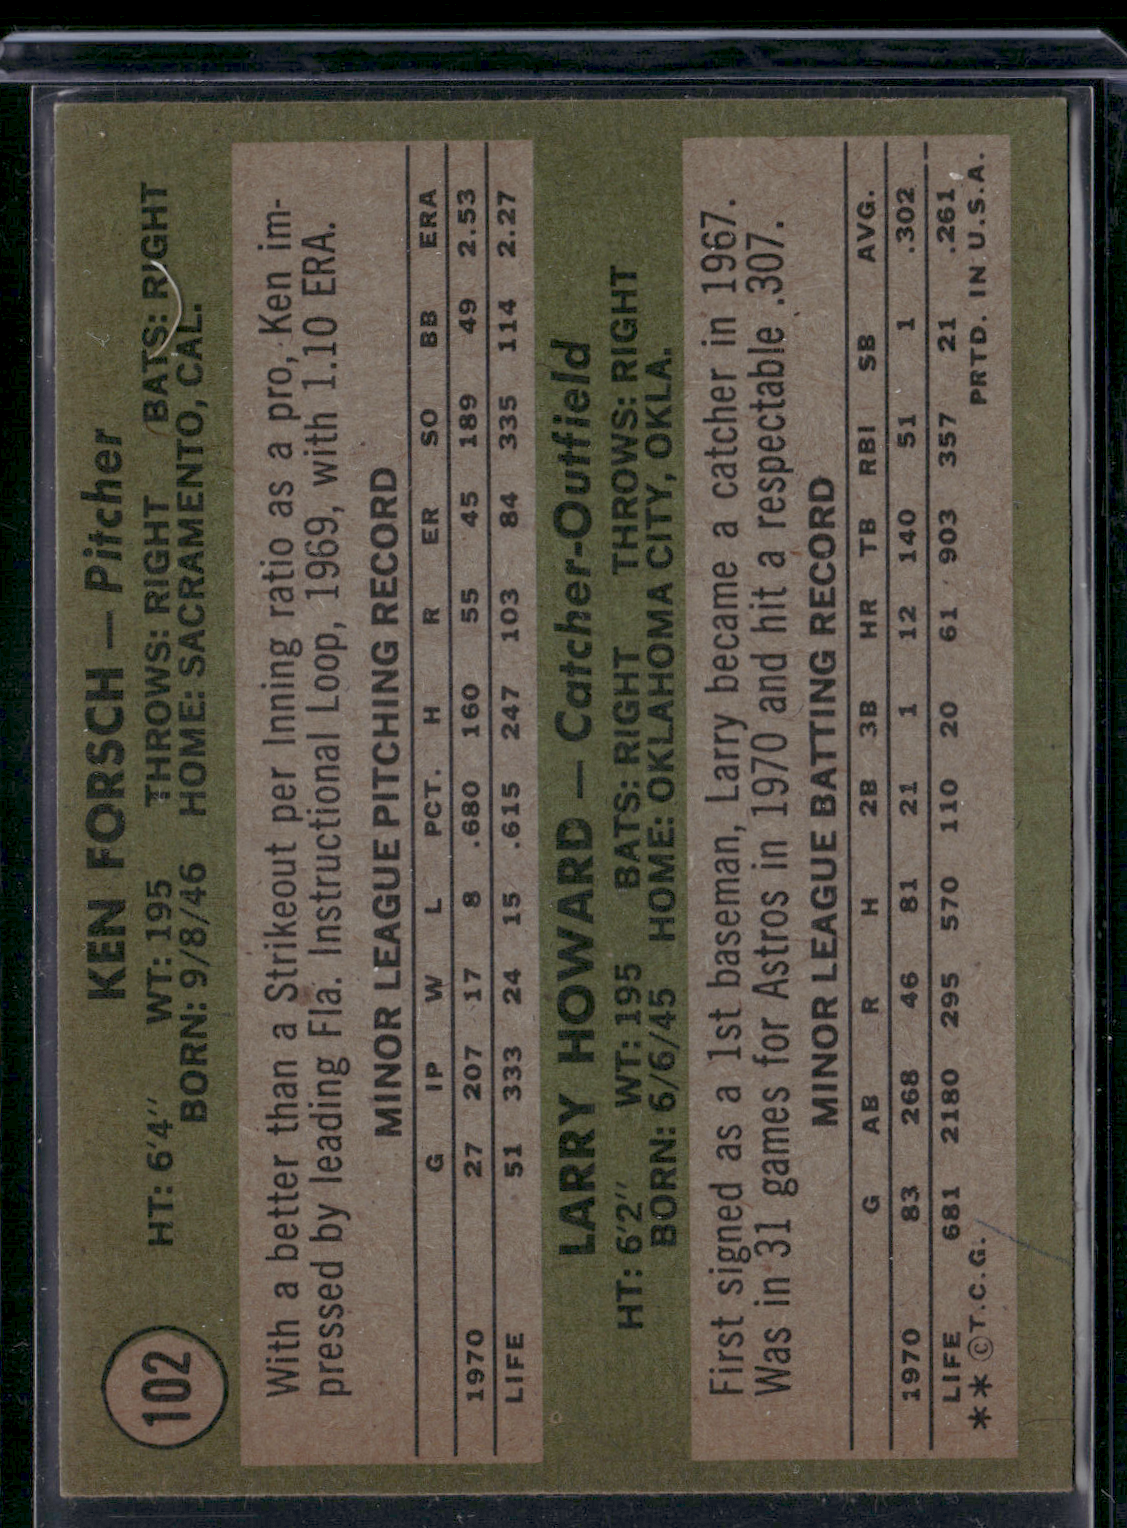 102
KEN FORSCH — Pitcher
HT: 6'4" WT: 195 THROWS: RIGHT BATS: RIGHT
BORN: 9/8/46 HOME: SACRAMENTO, CAL.
With a better than a Strikeout per Inning ratio as a pro, Ken im-
pressed by leading Fla. Instructional Loop, 1969, with 1.10 ERA.
MINOR LEAGUE PITCHING RECORD
G IP W L PCT. H R ER SO BB ERA
1970 27 207 17 8 .680 160 55 45 189 49 2.53
LIFE 51 333 24 15 .615 247 103 84 335 114 2.27
LARRY HOWARD — Catcher-Outfield
HT: 6'2" WT: 195 BATS: RIGHT THROWS: RIGHT
BORN: 6/6/45 HOME: OKLAHOMA CITY, OKLA.
First signed as a 1st baseman, Larry became a catcher in 1967.
Was in 31 games for Astros in 1970 and hit a respectable .307.
MINOR LEAGUE BATTING RECORD
G AB R H 2B 3B HR TB RBI SB AVG.
1970 83 268 46 81 21 1 12 140 51 1 .302
LIFE 681 2180 295 570 110 20 61 903 357 21 .261
**©T.C.G. PRTD. IN U.S.A.